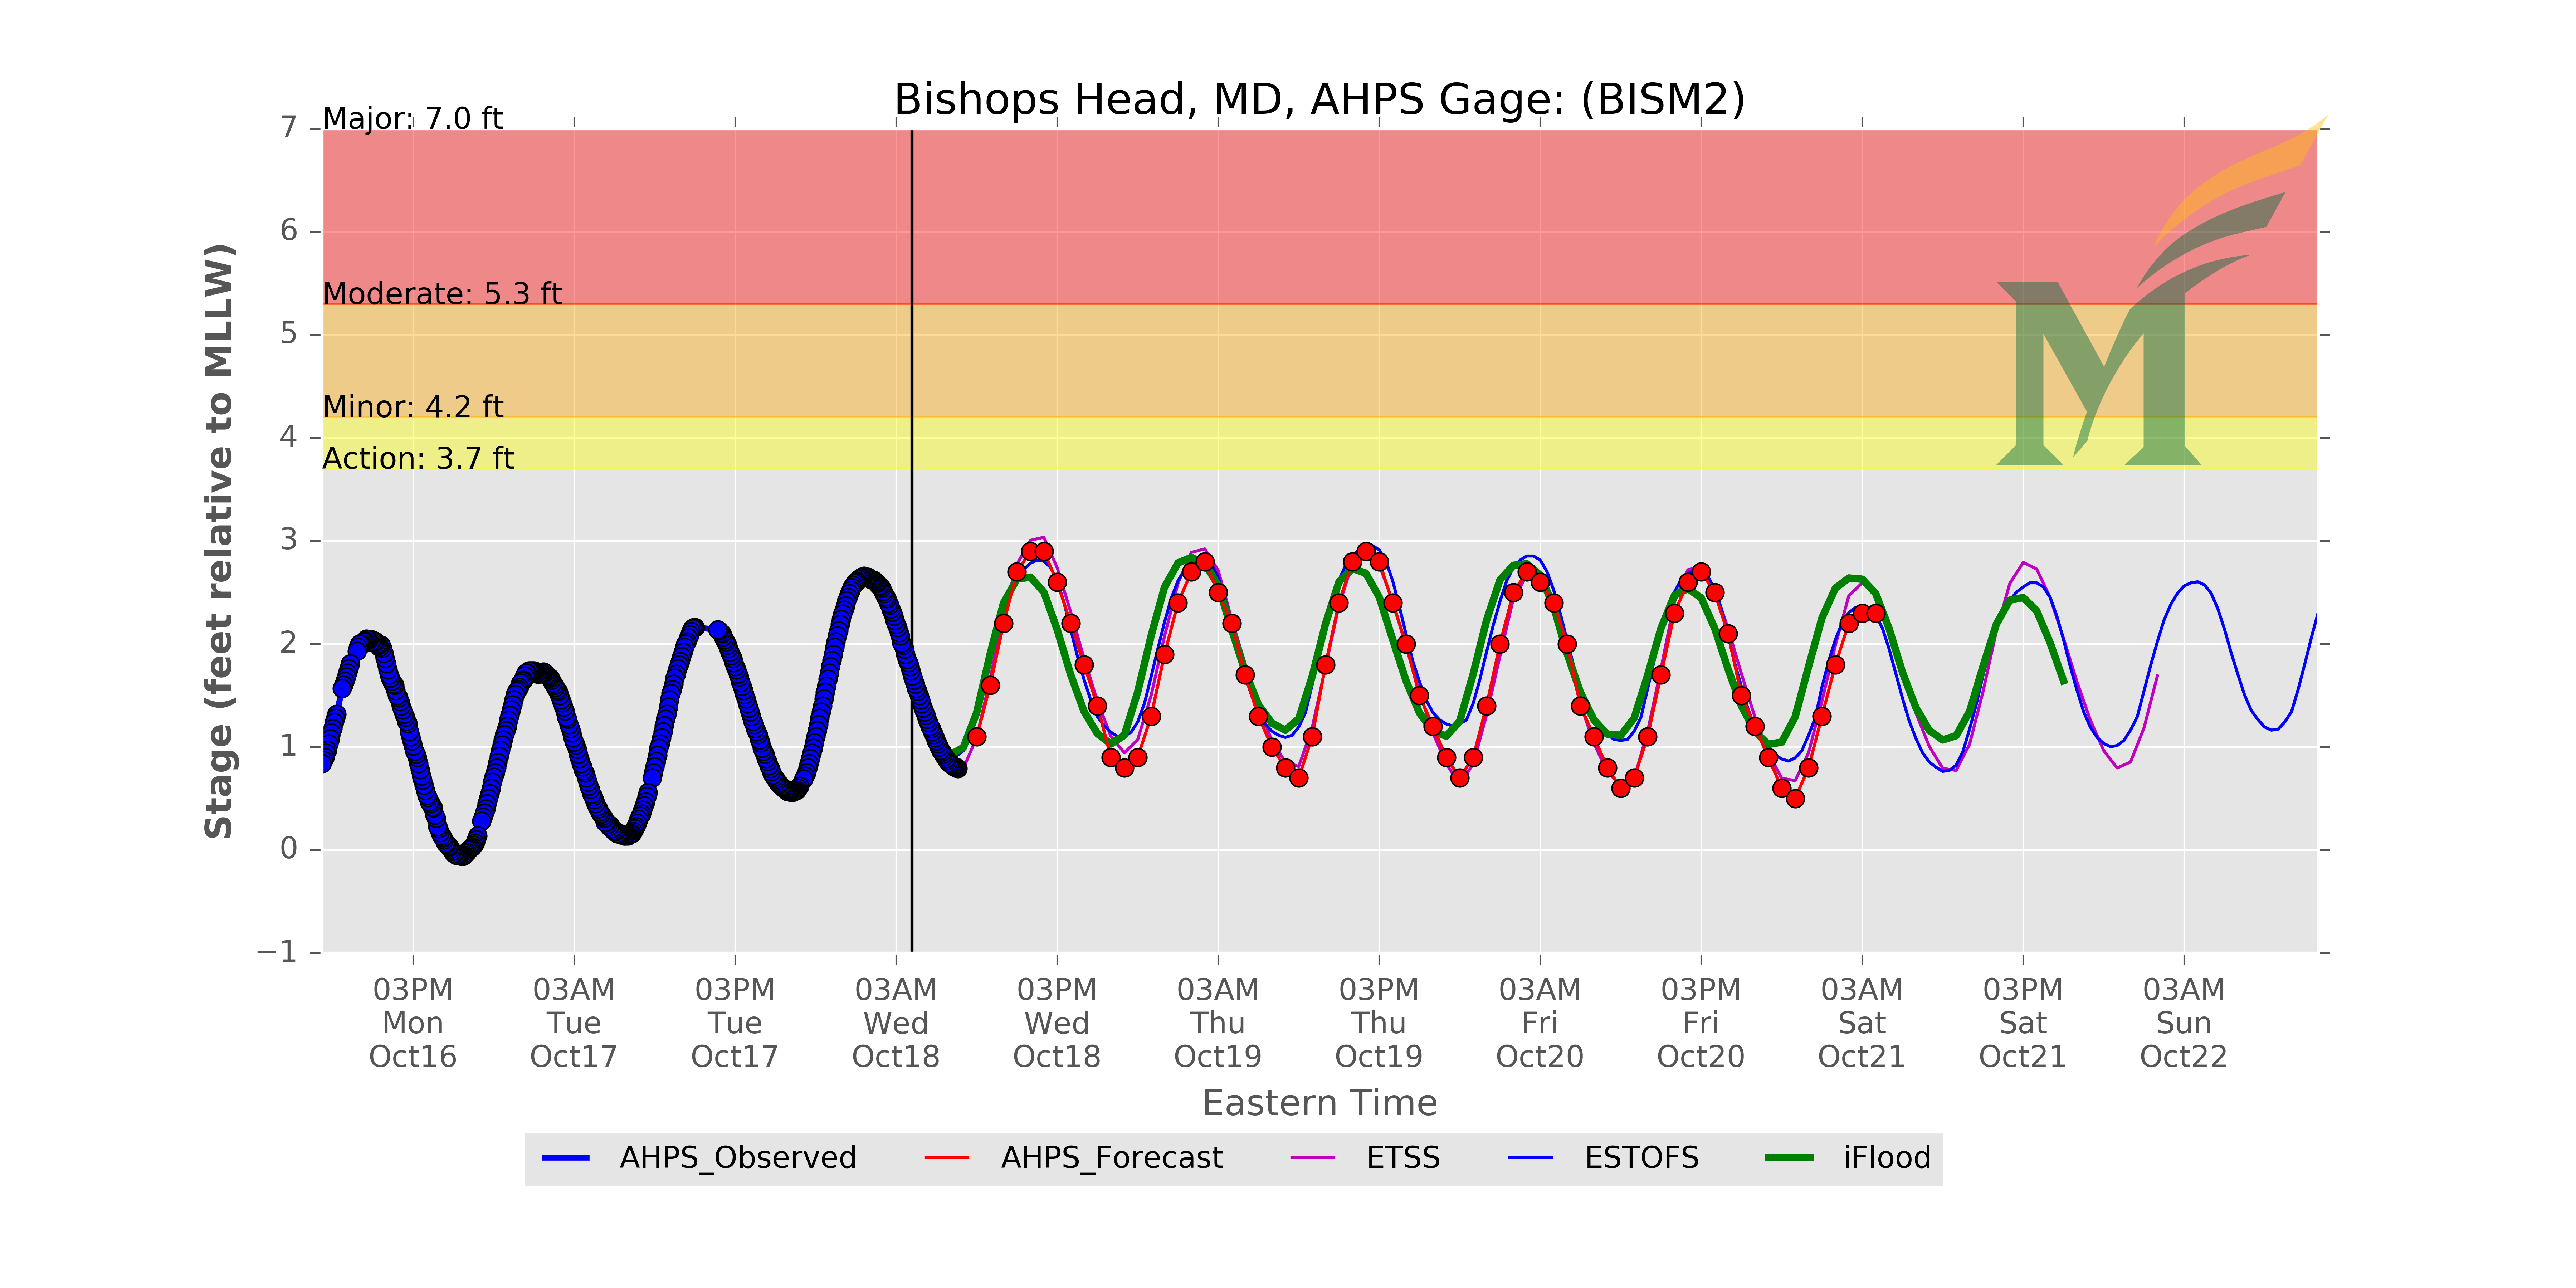 Bishops Head, MD, AHPS Gage: (BISM2)
Major: 7.0 ft
Moderate: 5.3 ft
Minor: 4.2 ft
Action: 3.7 ft
7
6
5
4
3
2
1
0
−1
Stage (feet relative to MLLW)
03PM
Mon
Oct16
03AM
Tue
Oct17
03PM
Tue
Oct17
03AM
Wed
Oct18
03PM
Wed
Oct18
03AM
Thu
Oct19
03PM
Thu
Oct19
03AM
Fri
Oct20
03PM
Fri
Oct20
03AM
Sat
Oct21
03PM
Sat
Oct21
03AM
Sun
Oct22
Eastern Time
AHPS_Observed
AHPS_Forecast
ETSS
ESTOFS
iFlood